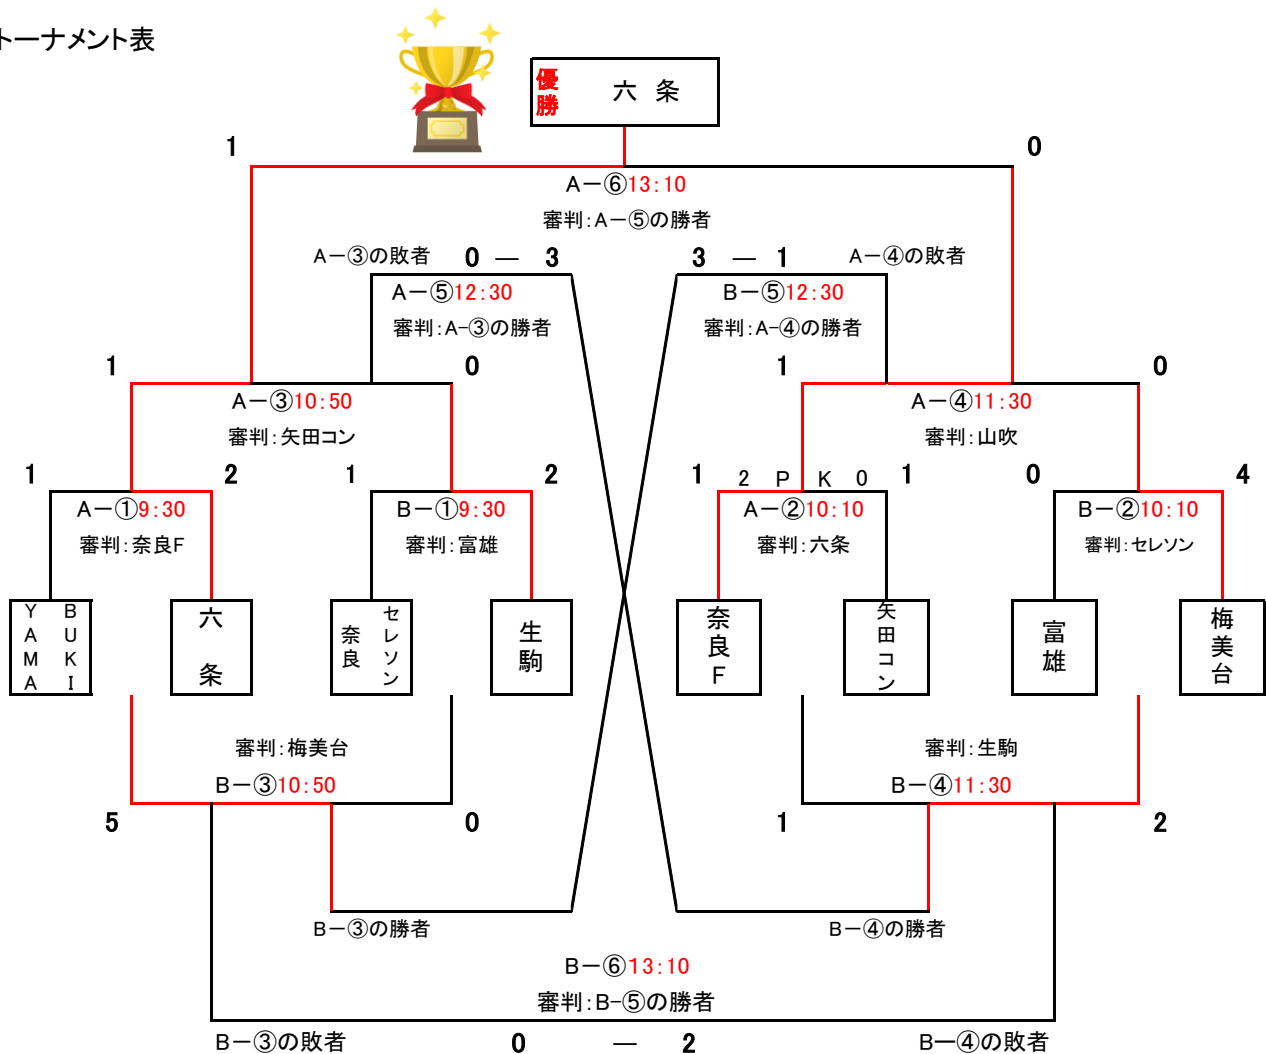 トーナメント表
優勝
六 条
1
0
A－⑥13:10
審判:A－⑤の勝者
A－③の敗者
0 － 3
3 － 1
A－④の敗者
A－⑤12:30
B－⑤12:30
審判:A-③の勝者
審判:A-④の勝者
1
0
1
0
A－③10:50
A－④11:30
審判:矢田コン
審判:山吹
1
2
1
2
1
2 P K 0
1
0
4
A－①9:30
B－①9:30
A－②10:10
B－②10:10
審判:奈良F
審判:富雄
審判:六条
審判:セレソン
YAMA
BUKI
六条
奈良
セレソン
生駒
奈良F
矢田コン
富雄
梅美台
審判:梅美台
審判:生駒
B－③10:50
B－④11:30
5
0
1
2
B－③の勝者
B－④の勝者
B－⑥13:10
審判:B-⑤の勝者
B－③の敗者
0 － 2
B－④の敗者